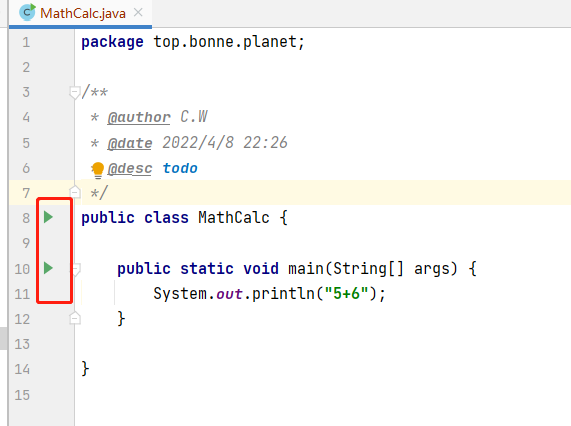 MathCalc.java
1 package top.bonne.planet;
2
3 /**
4 * @author C.W
5 * @date 2022/4/8 22:26
6 * @desc todo
7 */
8 public class MathCalc {
9
10 public static void main(String[] args) {
11 System.out.println("5+6");
12 }
13
14 }
15